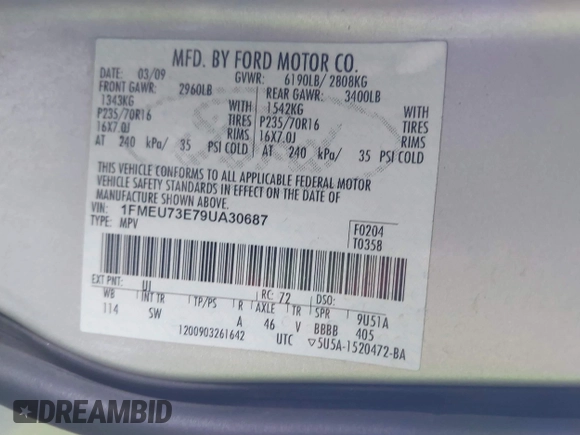 MFD. BY FORD MOTOR CO.
DATE: 03/09 GVWR: 6190LB/ 2808KG
FRONT GAWR: 2960LB REAR GAWR: 3400LB
1343KG WITH 1542KG WITH
P235/70R16 TIRES P235/70R16 TIRES
16X7.0J RIMS 16X7.0J RIMS
AT 240 kPa/ 35 PSI COLD AT 240 kPa/ 35 PSI COLD
THIS VEHICLE CONFORMS TO ALL APPLICABLE FEDERAL MOTOR
VEHICLE SAFETY STANDARDS IN EFFECT ON THE DATE OF
MANUFACTURE SHOWN ABOVE.
VIN: 1FMEU73E79UA30687 F0204
TYPE: MPV T0358
EXT PNT: UI RC: 72 DSO:
WB INT TR TP/PS R AXLE TR SPR 9U51A
114 SW A 46 V BBBB 405
1200903261642 UTC ▽5U5A-1520472-BA
DREAMBID